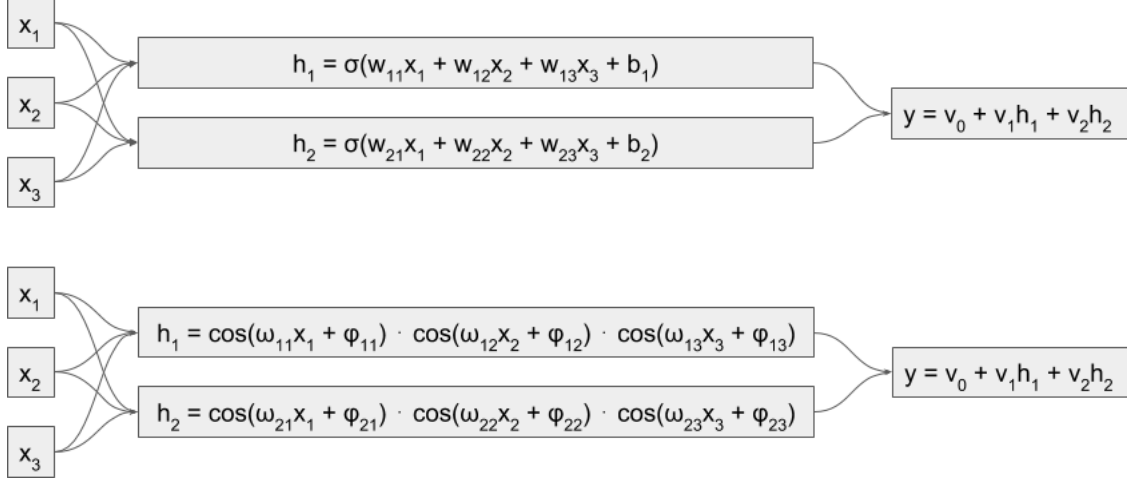 x₁
x₂
x₃
h₁ = σ(w₁₁x₁ + w₁₂x₂ + w₁₃x₃ + b₁)
h₂ = σ(w₂₁x₁ + w₂₂x₂ + w₂₃x₃ + b₂)
y = v₀ + v₁h₁ + v₂h₂
x₁
x₂
x₃
h₁ = cos(ω₁₁x₁ + φ₁₁) · cos(ω₁₂x₂ + φ₁₂) · cos(ω₁₃x₃ + φ₁₃)
h₂ = cos(ω₂₁x₁ + φ₂₁) · cos(ω₂₂x₂ + φ₂₂) · cos(ω₂₃x₃ + φ₂₃)
y = v₀ + v₁h₁ + v₂h₂